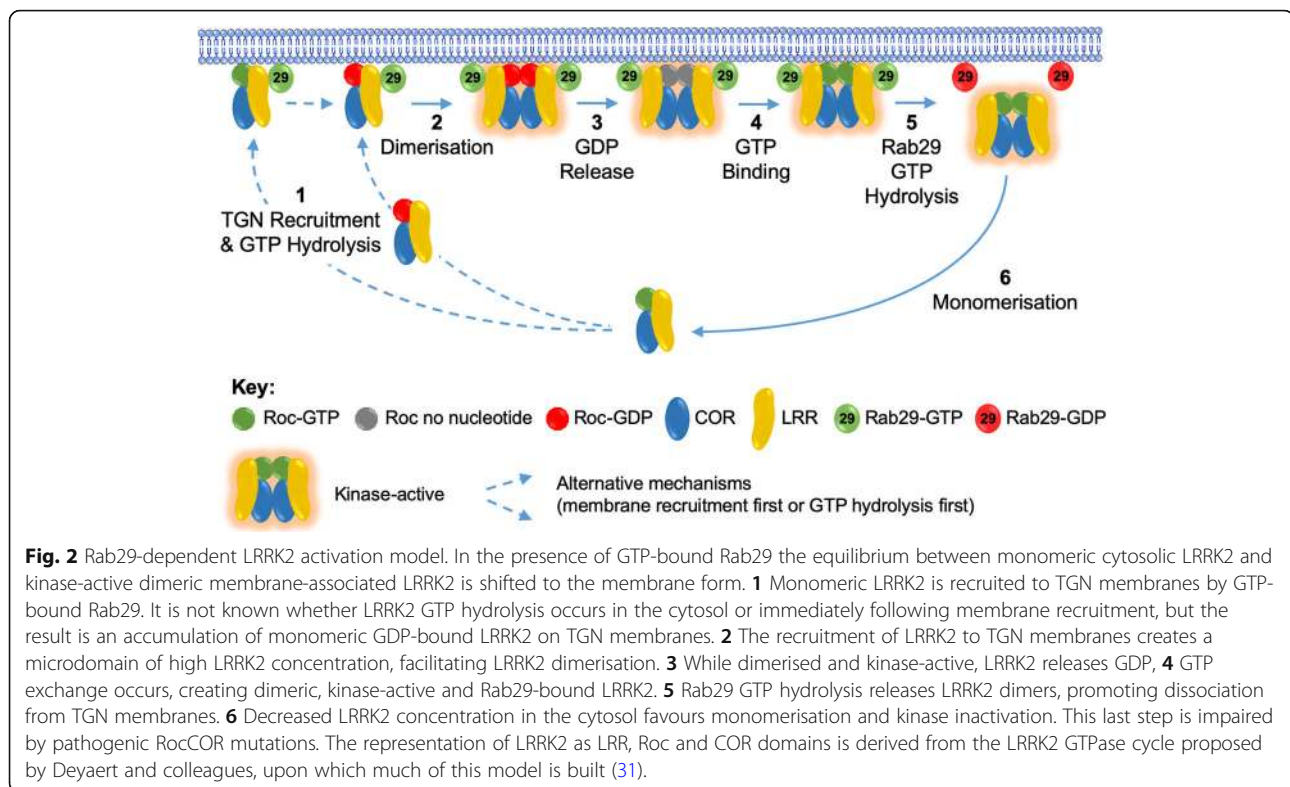 29
29
29
29
29
29
29
29
29
29
2
Dimerisation
3
GDP
Release
4
GTP
Binding
5
Rab29
GTP
Hydrolysis
1
TGN Recruitment
& GTP Hydrolysis
6
Monomerisation
Key:
Roc-GTP Roc no nucleotide Roc-GDP COR LRR 29 Rab29-GTP 29 Rab29-GDP
Kinase-active
Alternative mechanisms
(membrane recruitment first or GTP hydrolysis first)
Fig. 2 Rab29-dependent LRRK2 activation model. In the presence of GTP-bound Rab29 the equilibrium between monomeric cytosolic LRRK2 and
kinase-active dimeric membrane-associated LRRK2 is shifted to the membrane form. 1 Monomeric LRRK2 is recruited to TGN membranes by GTP-
bound Rab29. It is not known whether LRRK2 GTP hydrolysis occurs in the cytosol or immediately following membrane recruitment, but the
result is an accumulation of monomeric GDP-bound LRRK2 on TGN membranes. 2 The recruitment of LRRK2 to TGN membranes creates a
microdomain of high LRRK2 concentration, facilitating LRRK2 dimerisation. 3 While dimerised and kinase-active, LRRK2 releases GDP, 4 GTP
exchange occurs, creating dimeric, kinase-active and Rab29-bound LRRK2. 5 Rab29 GTP hydrolysis releases LRRK2 dimers, promoting dissociation
from TGN membranes. 6 Decreased LRRK2 concentration in the cytosol favours monomerisation and kinase inactivation. This last step is impaired
by pathogenic RocCOR mutations. The representation of LRRK2 as LRR, Roc and COR domains is derived from the LRRK2 GTPase cycle proposed
by Deyaert and colleagues, upon which much of this model is built (31).